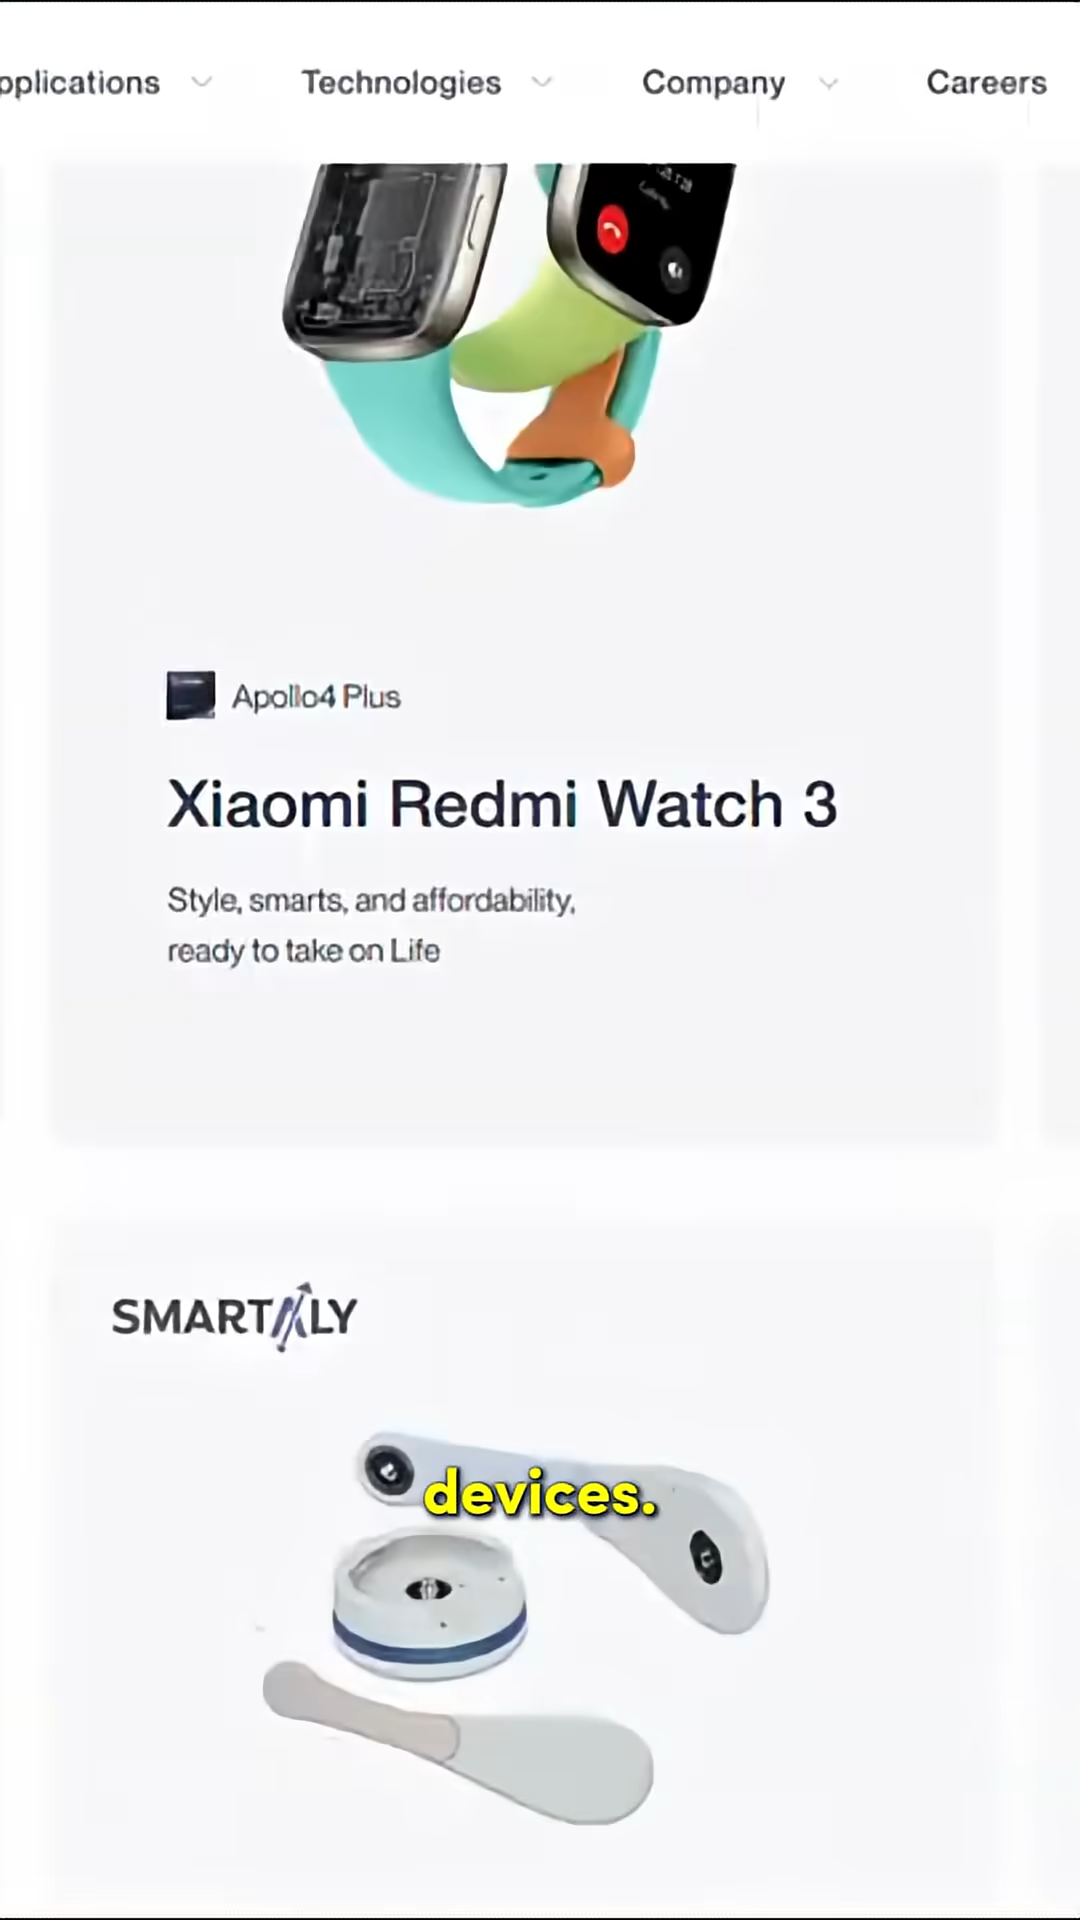 pplications
Technologies
Company
Careers
Apollo4 Plus
Xiaomi Redmi Watch 3
Style, smarts, and affordability,
ready to take on Life
SMARTALY
devices.